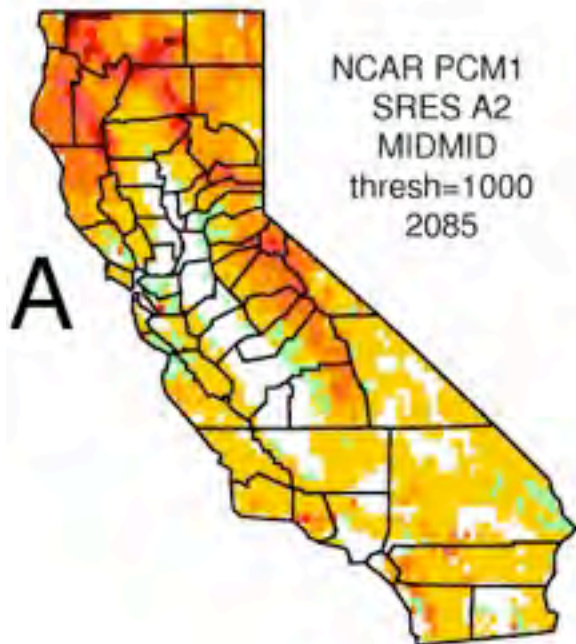 NCAR PCM1
SRES A2
MIDMID
thresh=1000
2085
A